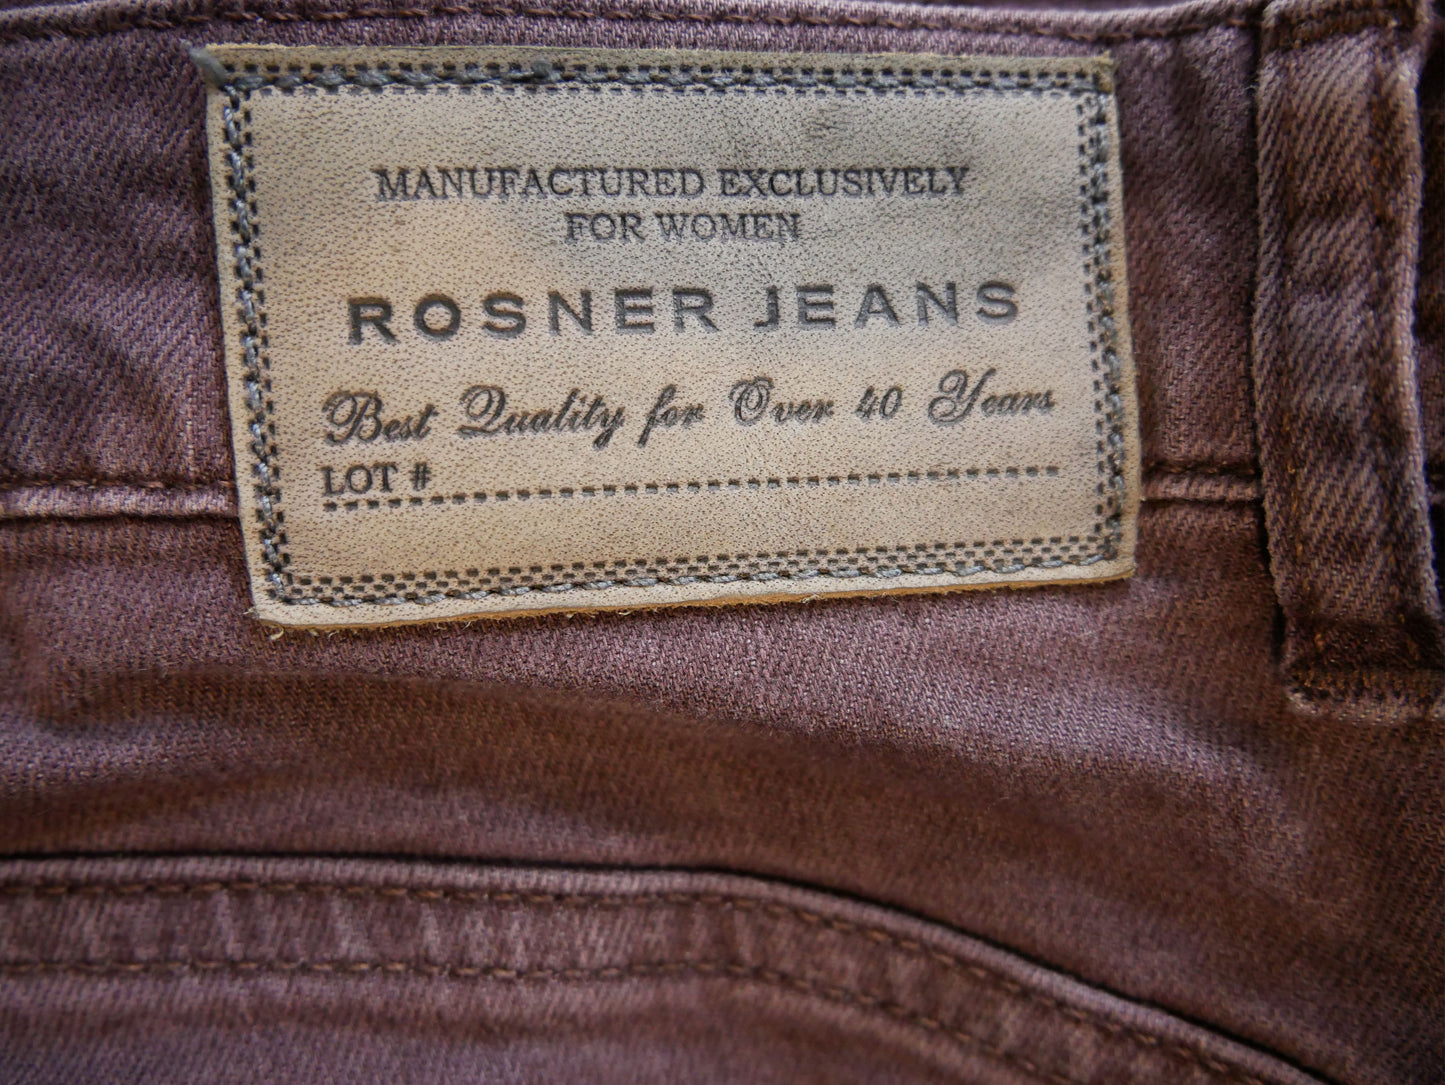 MANUFACTURED EXCLUSIVELY
FOR WOMEN
ROSNER JEANS
Best Quality for Over 40 Years
LOT #